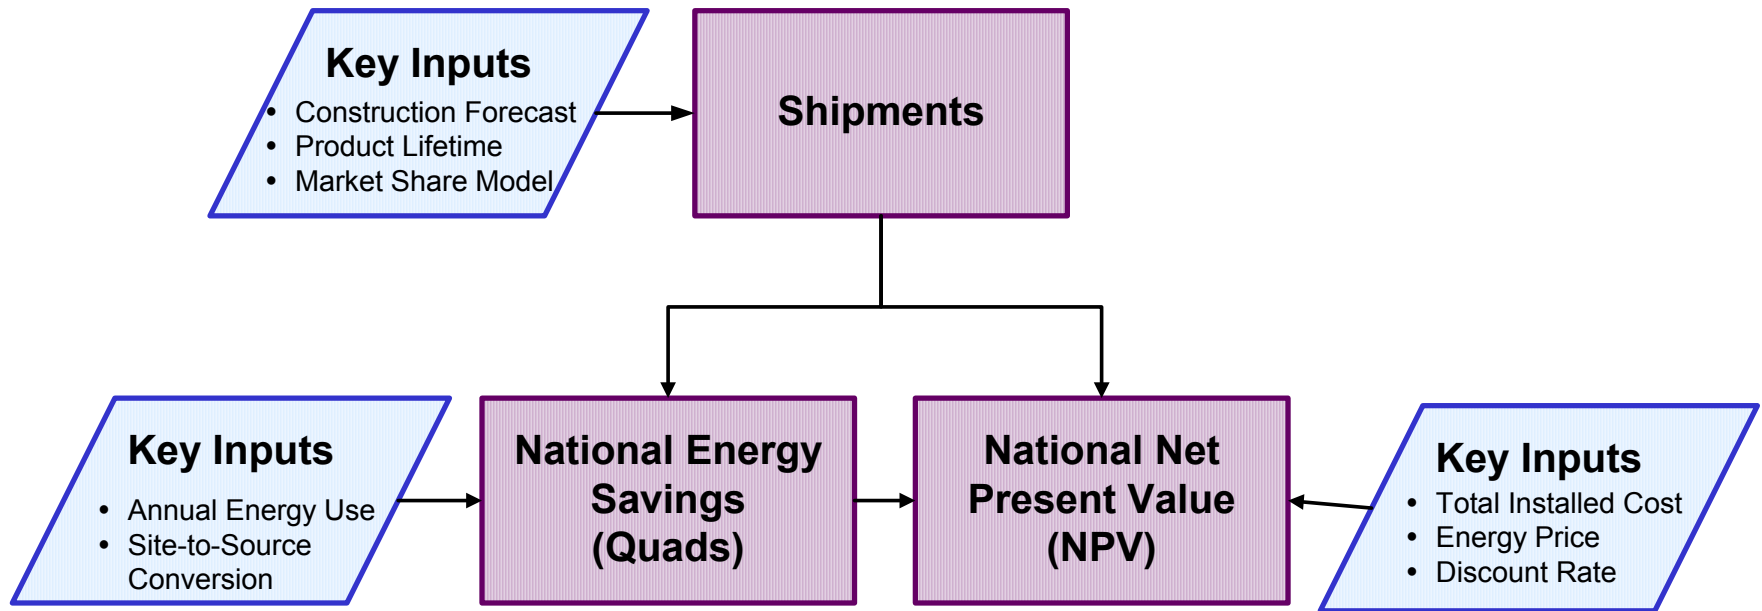 Key Inputs
• Construction Forecast
• Product Lifetime
• Market Share Model
Shipments
Key Inputs
• Annual Energy Use
• Site-to-Source
Conversion
National Energy
Savings
(Quads)
National Net
Present Value
(NPV)
Key Inputs
• Total Installed Cost
• Energy Price
• Discount Rate